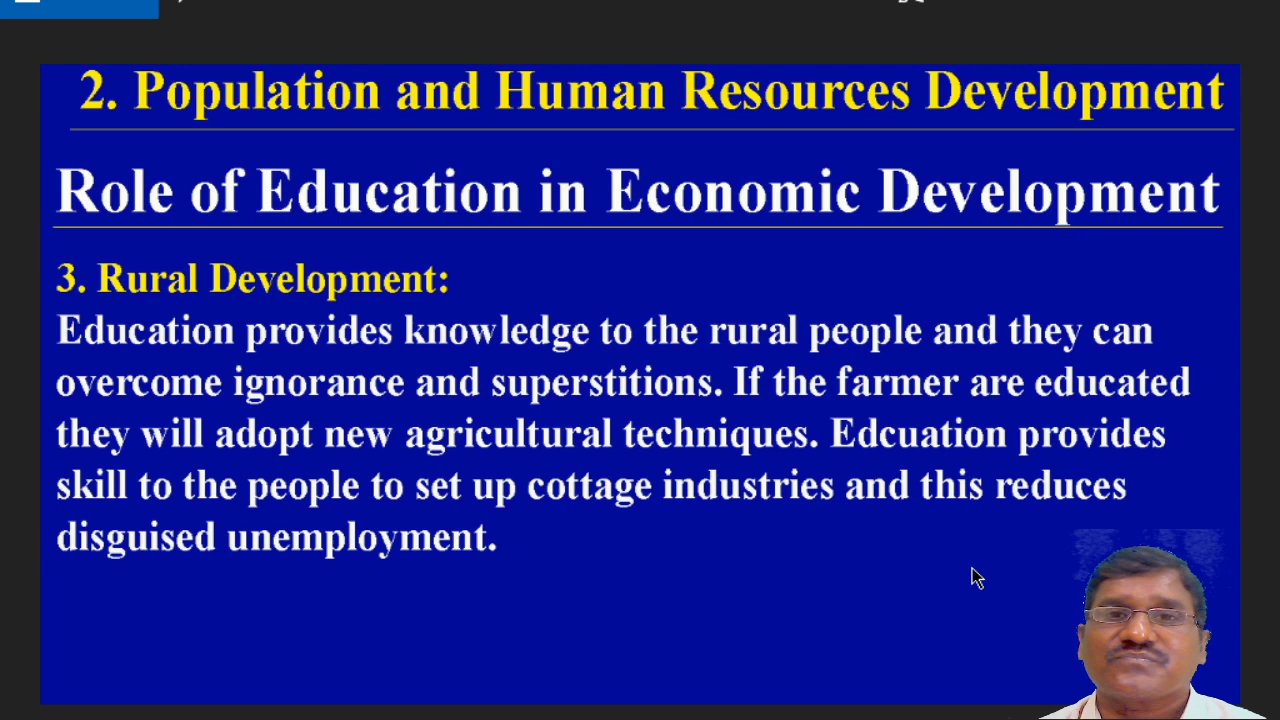 2. Population and Human Resources Development
Role of Education in Economic Development
3. Rural Development:
Education provides knowledge to the rural people and they can
overcome ignorance and superstitions. If the farmer are educated
they will adopt new agricultural techniques. Edcuation provides
skill to the people to set up cottage industries and this reduces
disguised unemployment.